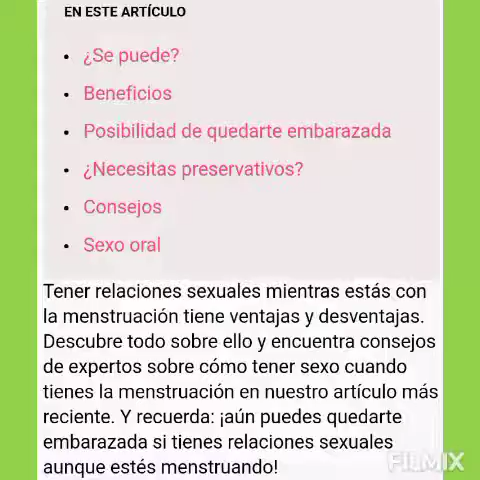 EN ESTE ARTÍCULO
• ¿Se puede?
• Beneficios
• Posibilidad de quedarte embarazada
• ¿Necesitas preservativos?
• Consejos
• Sexo oral
Tener relaciones sexuales mientras estás con
la menstruación tiene ventajas y desventajas.
Descubre todo sobre ello y encuentra consejos
de expertos sobre cómo tener sexo cuando
tienes la menstruación en nuestro artículo más
reciente. Y recuerda: ¡aún puedes quedarte
embarazada si tienes relaciones sexuales
aunque estés menstruando!
FILMIX